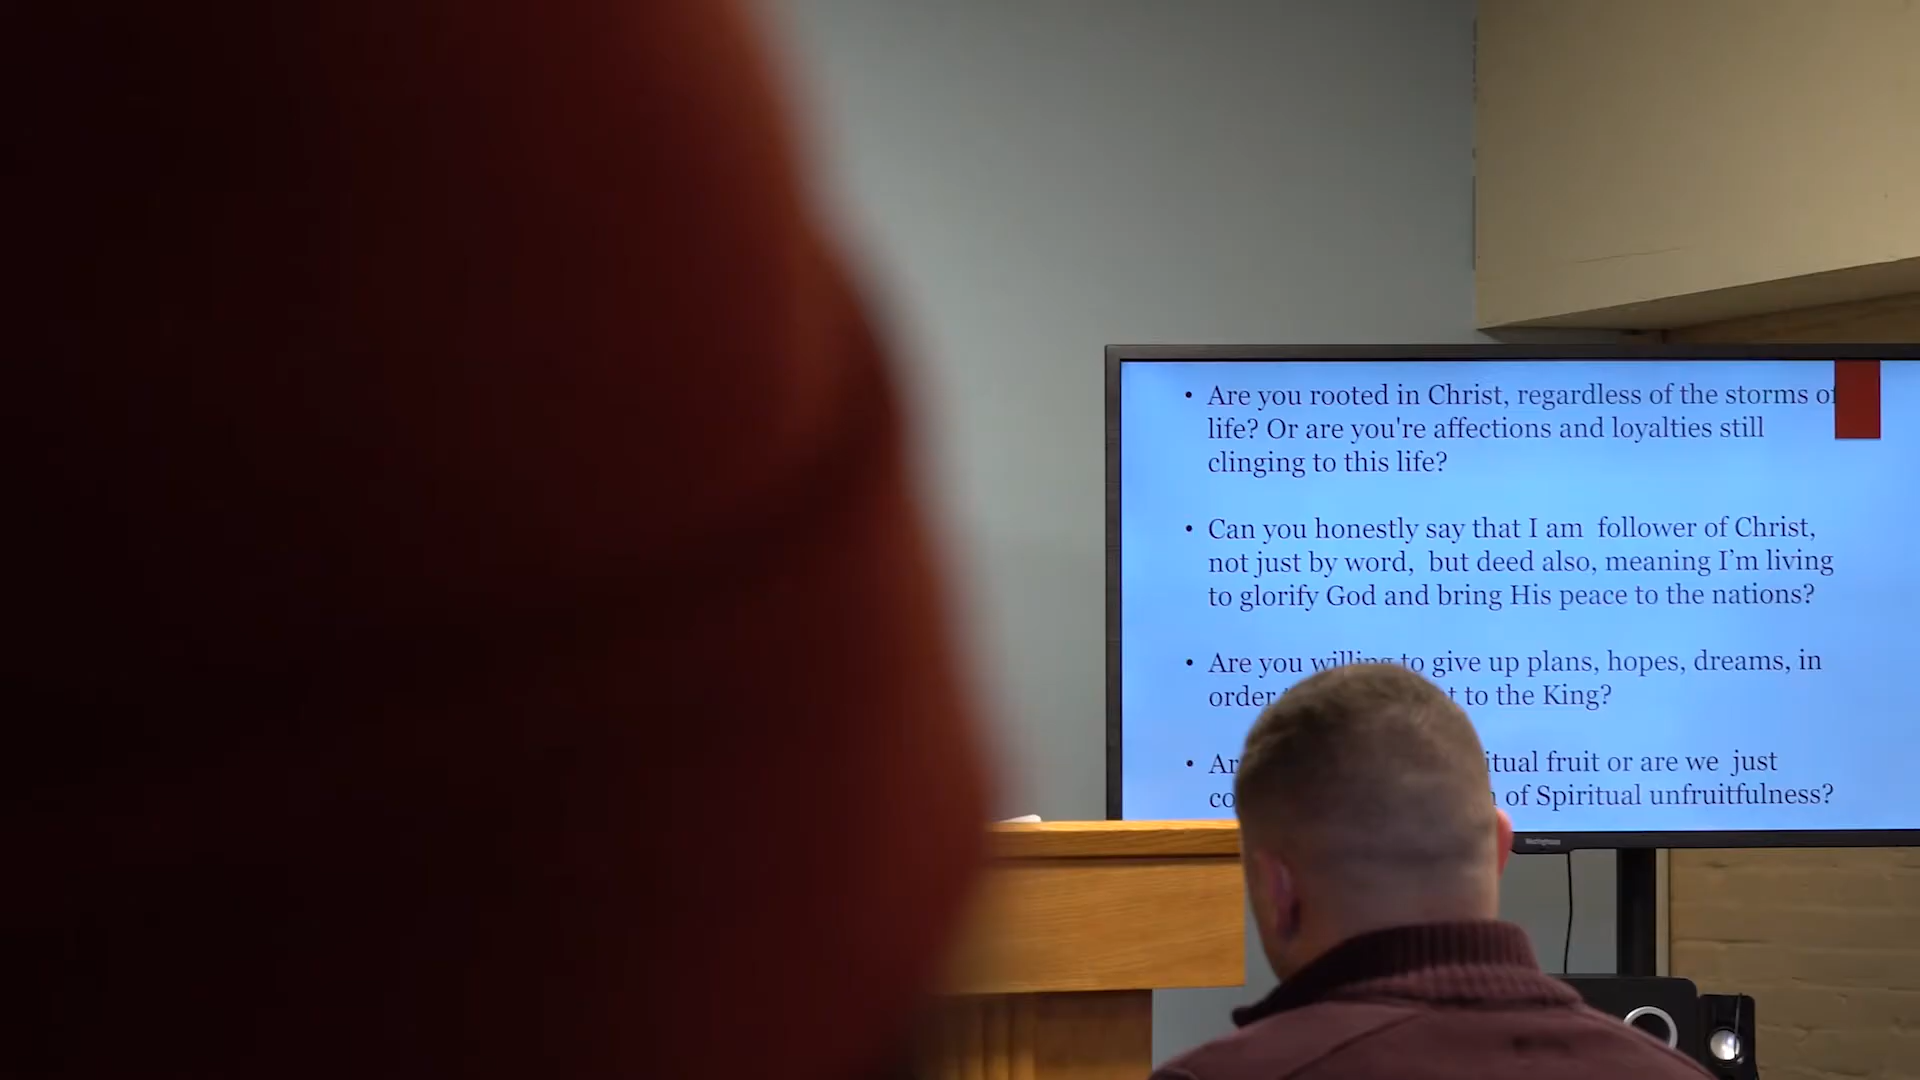 • Are you rooted in Christ, regardless of the storms of
life? Or are you're affections and loyalties still
clinging to this life?
• Can you honestly say that I am  follower of Christ,
not just by word,  but deed also, meaning I'm living
to glorify God and bring His peace to the nations?
• Are you willing to give up plans, hopes, dreams, in
order to the King?
• itual fruit or are we  just
of Spiritual unfruitfulness?
Westinghouse